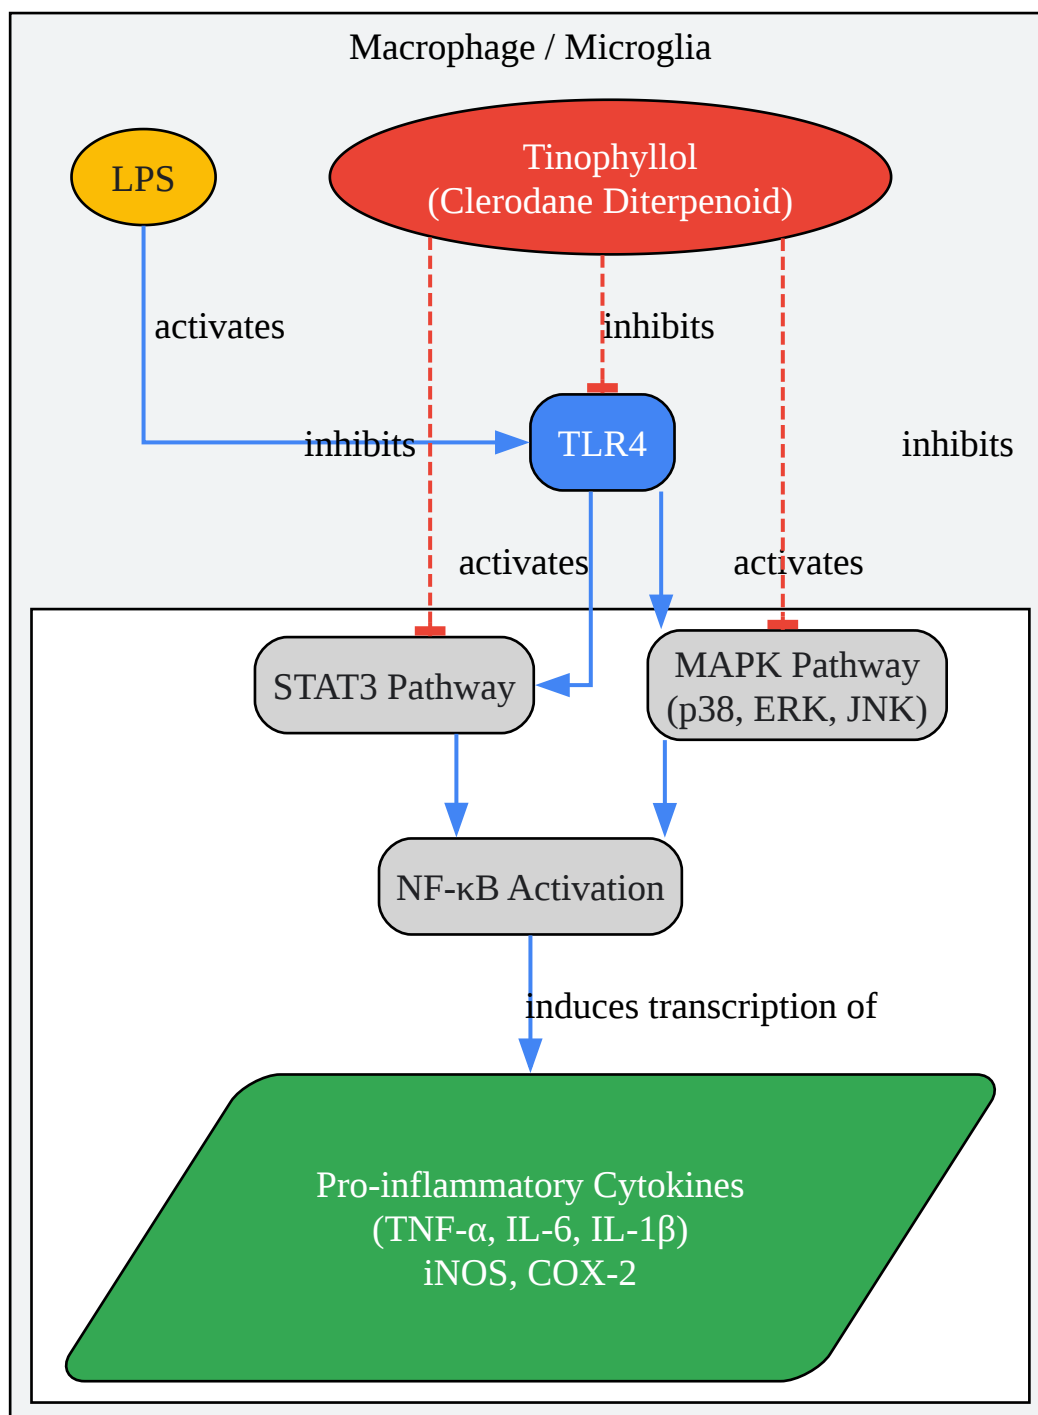 Macrophage / Microglia
LPS
Tinophyllol
(Clerodane Diterpenoid)
activates
inhibits
inhibits
TLR4
inhibits
activates
activates
STAT3 Pathway
MAPK Pathway
(p38, ERK, JNK)
NF-κB Activation
induces transcription of
Pro-inflammatory Cytokines
(TNF-α, IL-6, IL-1β)
iNOS, COX-2